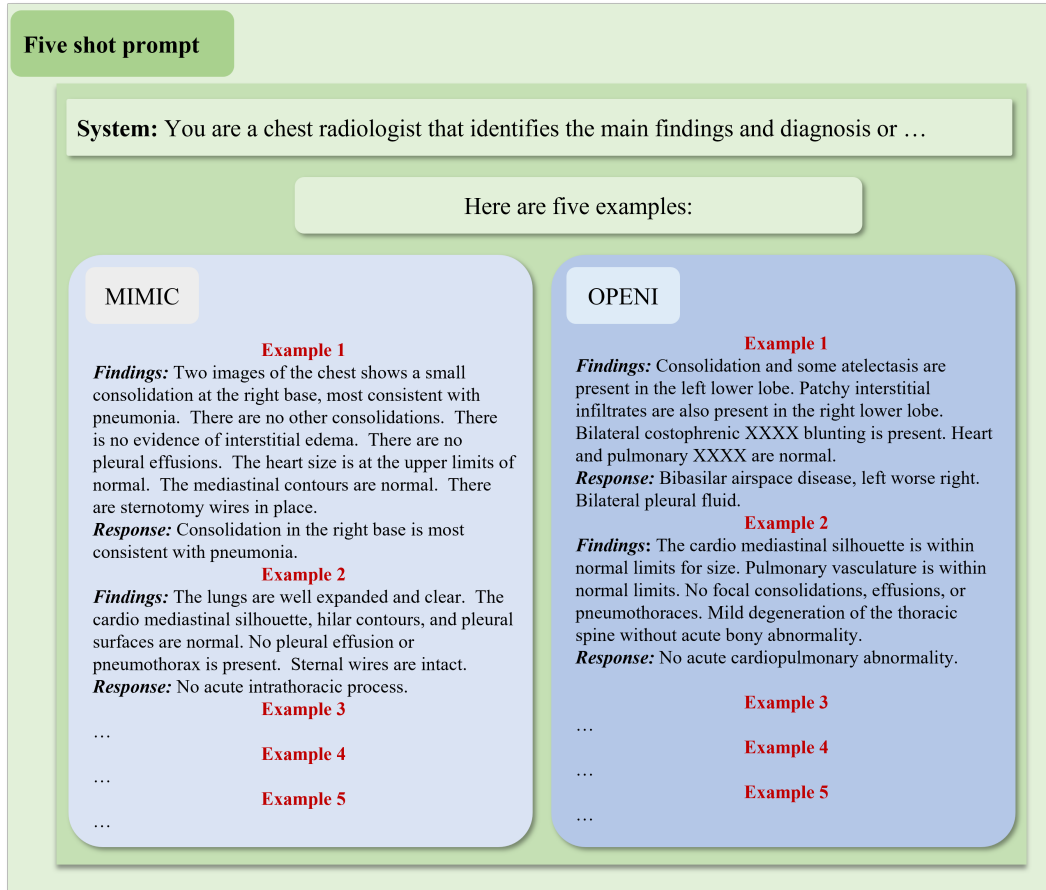 Five shot prompt
System: You are a chest radiologist that identifies the main findings and diagnosis or …
Here are five examples:
MIMIC
Example 1
Findings: Two images of the chest shows a small
consolidation at the right base, most consistent with
pneumonia. There are no other consolidations. There
is no evidence of interstitial edema. There are no
pleural effusions. The heart size is at the upper limits of
normal. The mediastinal contours are normal. There
are sternotomy wires in place.
Response: Consolidation in the right base is most
consistent with pneumonia.
Example 2
Findings: The lungs are well expanded and clear. The
cardio mediastinal silhouette, hilar contours, and pleural
surfaces are normal. No pleural effusion or
pneumothorax is present. Sternal wires are intact.
Response: No acute intrathoracic process.
Example 3
…
Example 4
…
Example 5
…
OPENI
Example 1
Findings: Consolidation and some atelectasis are
present in the left lower lobe. Patchy interstitial
infiltrates are also present in the right lower lobe.
Bilateral costophrenic XXXX blunting is present. Heart
and pulmonary XXXX are normal.
Response: Bibasilar airspace disease, left worse right.
Bilateral pleural fluid.
Example 2
Findings: The cardio mediastinal silhouette is within
normal limits for size. Pulmonary vasculature is within
normal limits. No focal consolidations, effusions, or
pneumothoraces. Mild degeneration of the thoracic
spine without acute bony abnormality.
Response: No acute cardiopulmonary abnormality.
Example 3
…
Example 4
…
Example 5
…